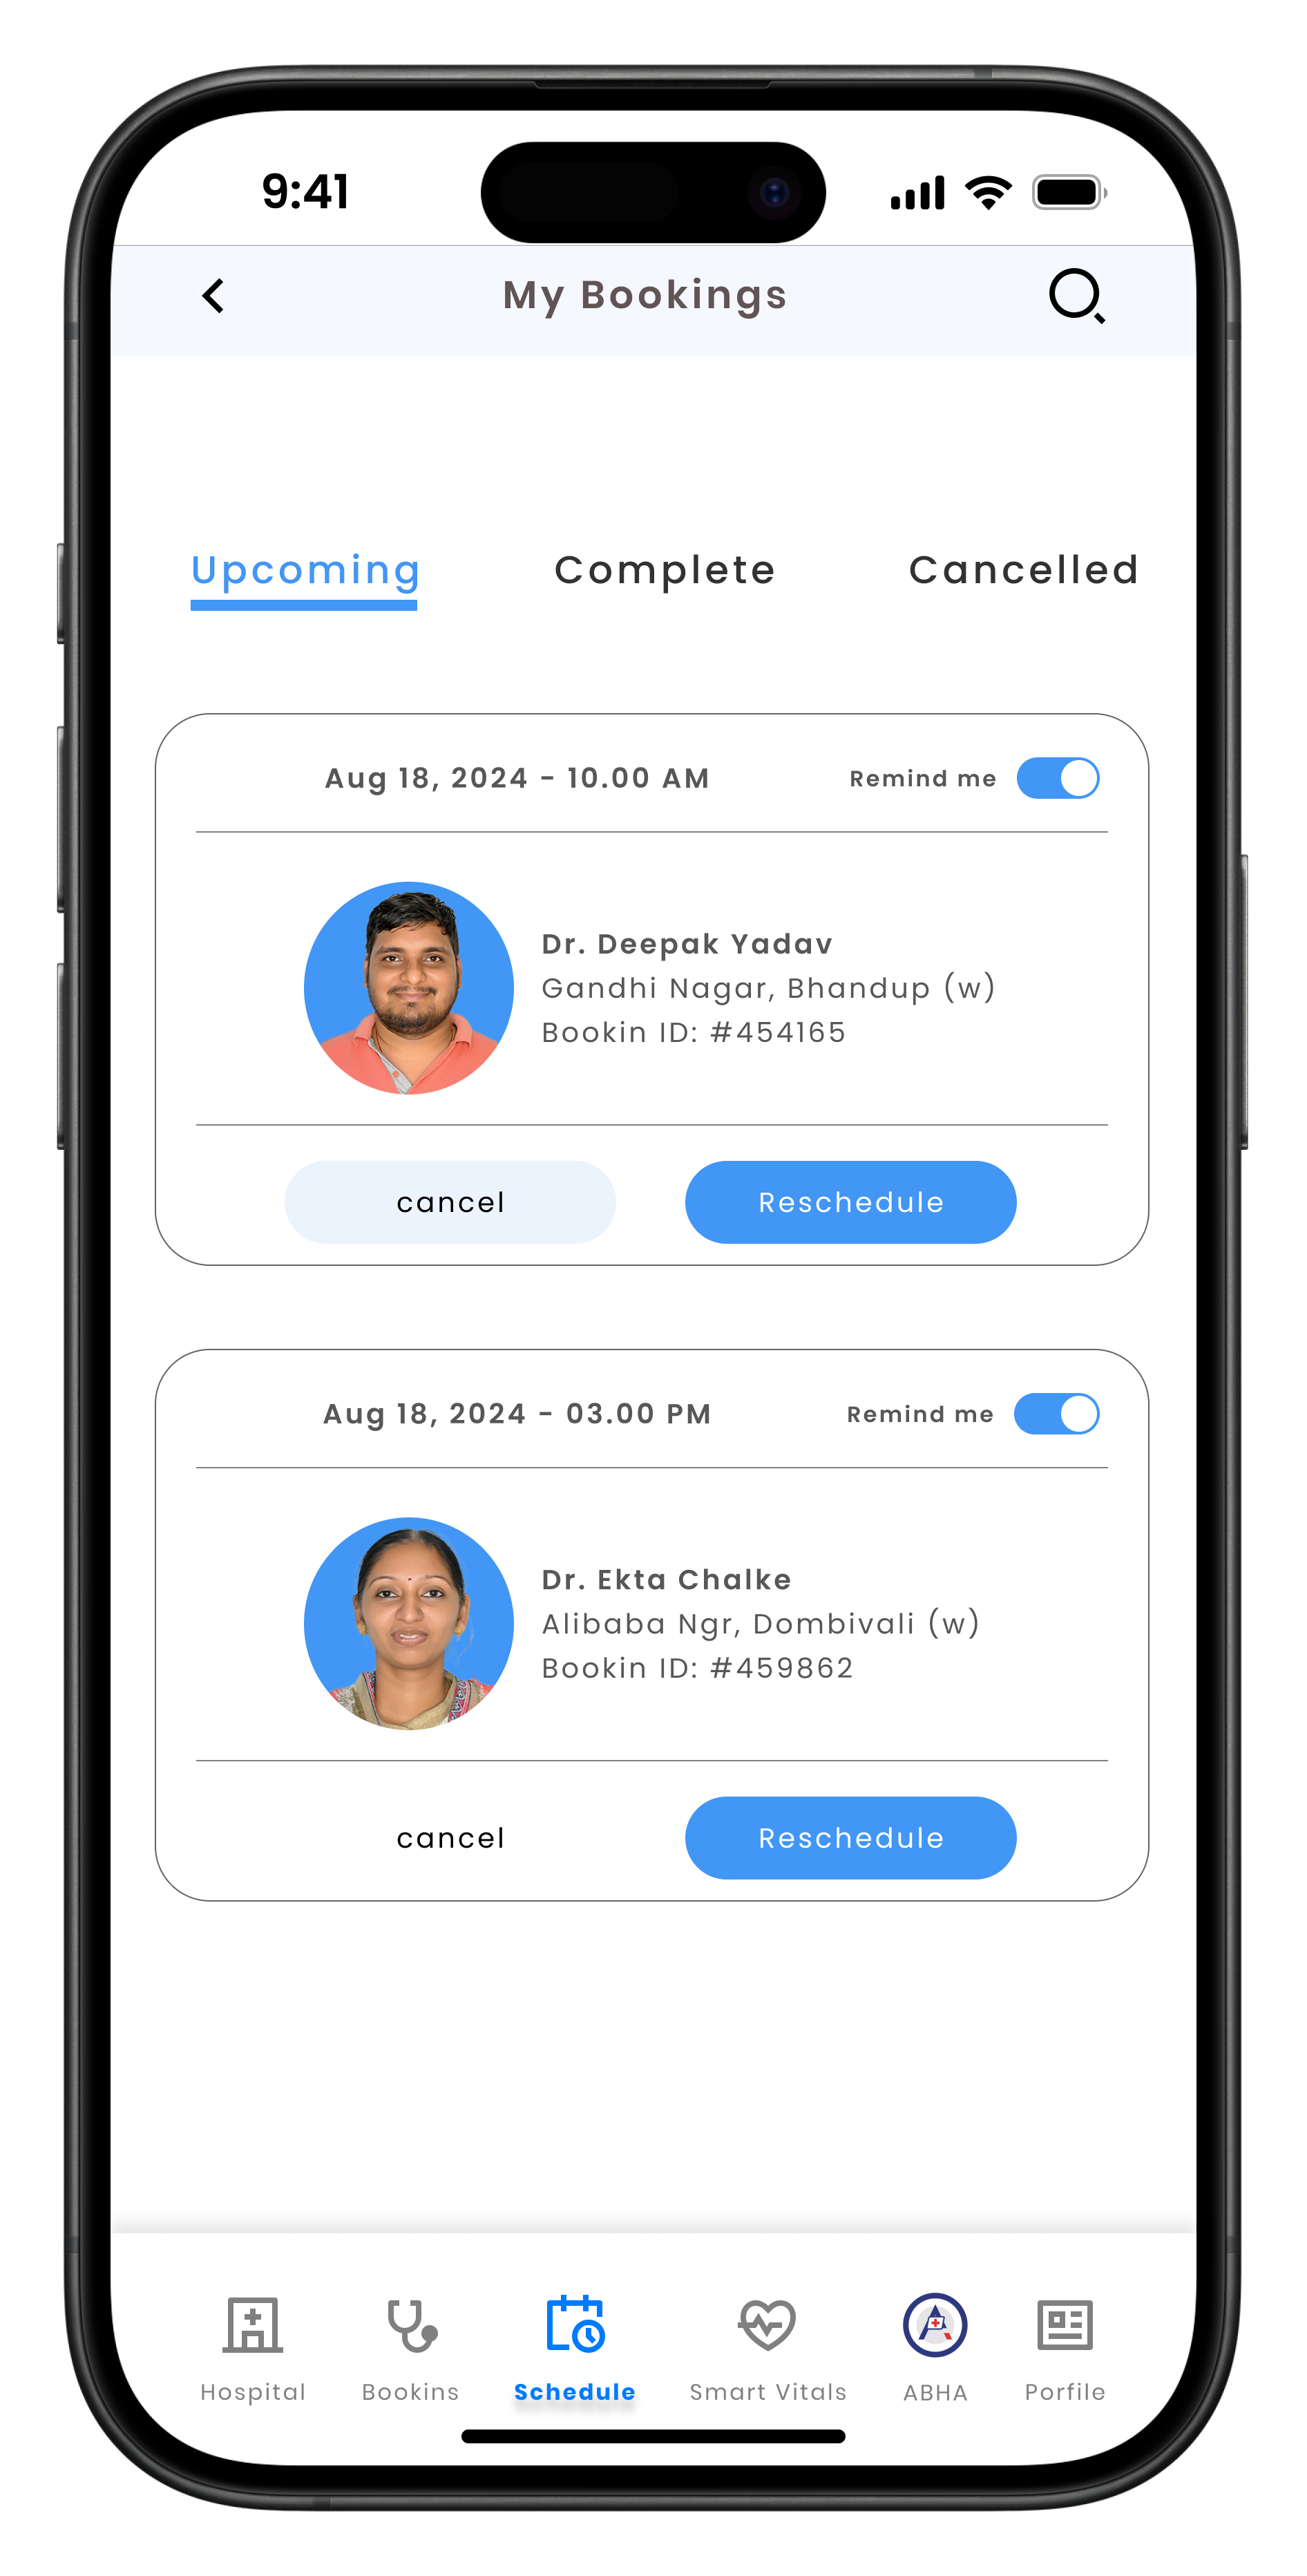 9:41
My Bookings
Upcoming Complete Cancelled
Aug 18, 2024 - 10.00 AM Remind me
Dr. Deepak Yadav
Gandhi Nagar, Bhandup (w)
Bookin ID: #454165
cancel Reschedule
Aug 18, 2024 - 03.00 PM Remind me
Dr. Ekta Chalke
Alibaba Ngr, Dombivali (w)
Bookin ID: #459862
cancel Reschedule
Hospital Bookins Schedule Smart Vitals ABHA Porfile